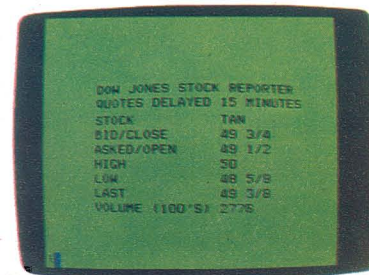 DOW JONES STOCK REPORTER
QUOTES DELAYED 15 MINUTES
STOCK TAN
BID/CLOSE 49 3/4
ASKED/OPEN 49 1/2
HIGH 50
LOW 48 5/8
LAST 49 3/8
VOLUME (100'S)